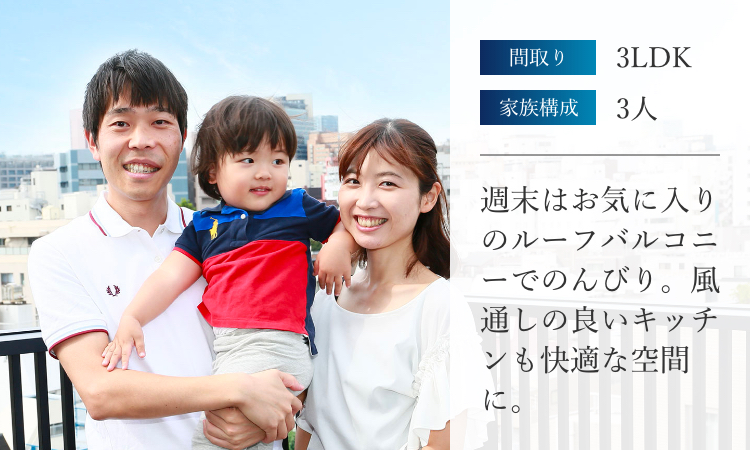 間取り 3LDK
家族構成 3人
週末はお気に入り
のルーフバルコニ
ーでのんびり。風
通しの良いキッチ
ンも快適な空間
に。